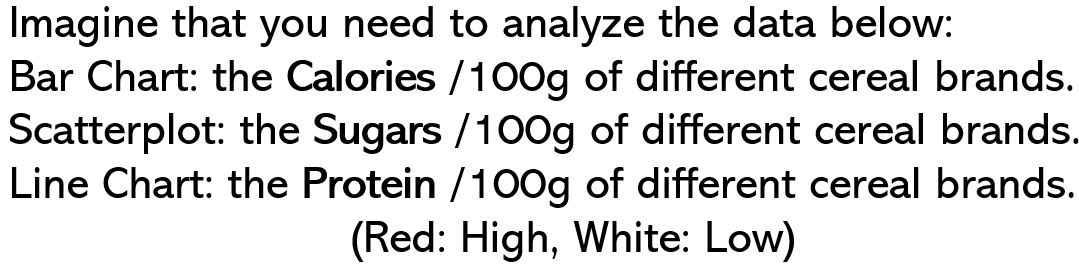 Imagine that you need to analyze the data below:
Bar Chart: the Calories /100g of different cereal brands.
Scatterplot: the Sugars /100g of different cereal brands.
Line Chart: the Protein /100g of different cereal brands.
(Red: High, White: Low)